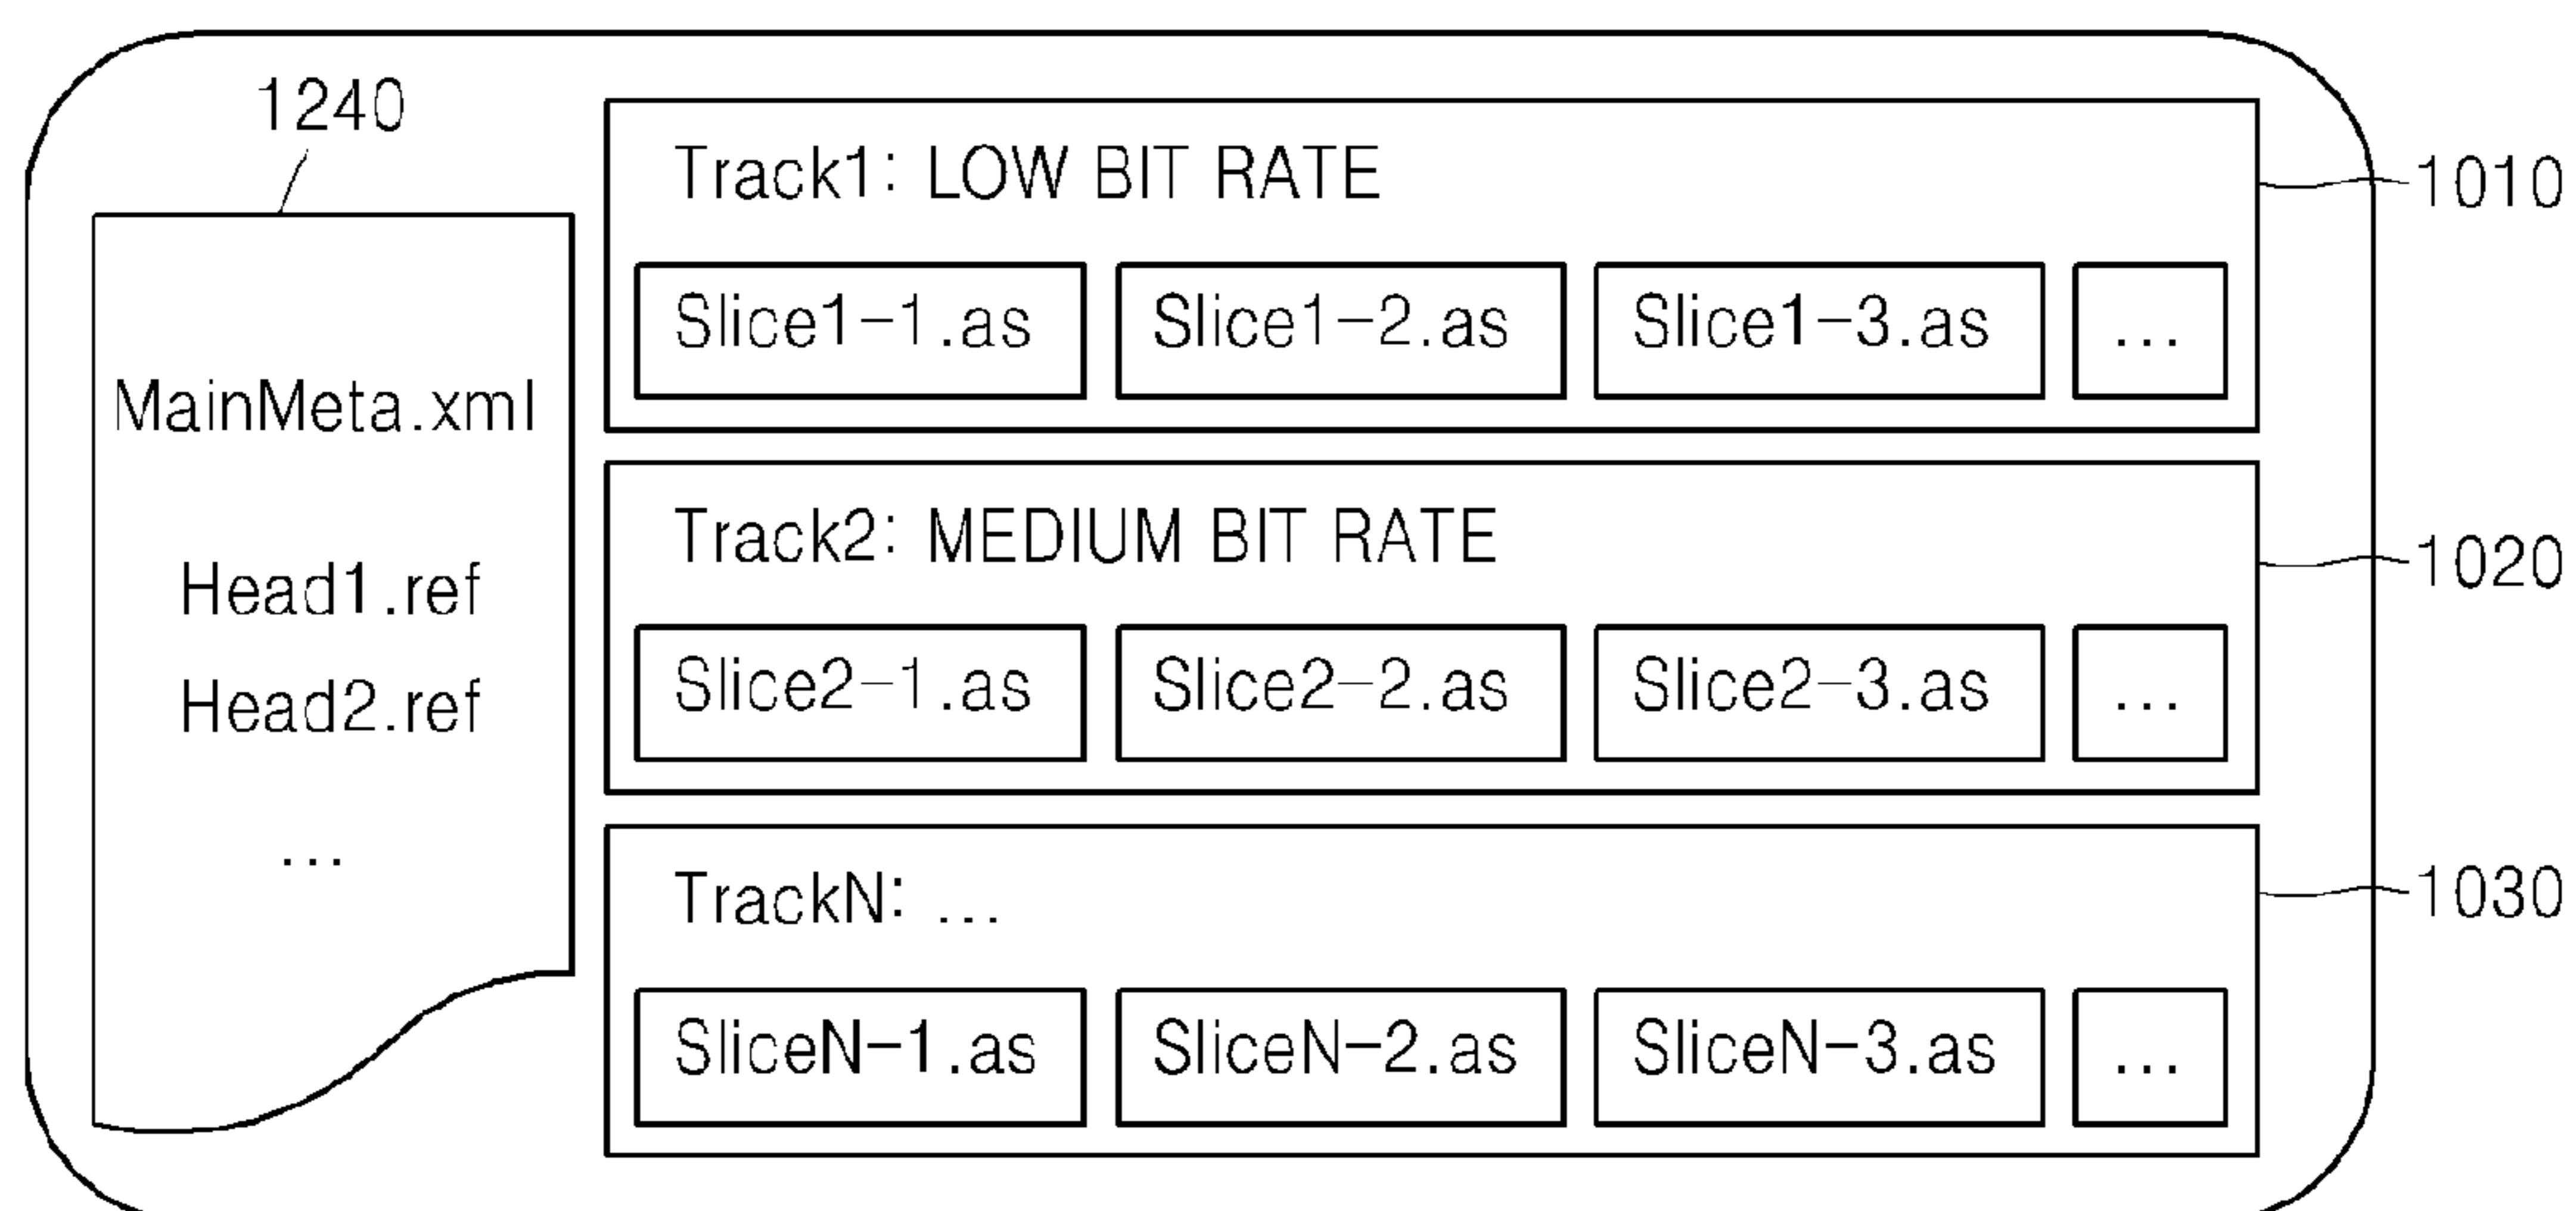 1240
MainMeta.xml
Head1.ref
Head2.ref
...
Track1: LOW BIT RATE
1010
Slice1-1.as
Slice1-2.as
Slice1-3.as
...
Track2: MEDIUM BIT RATE
1020
Slice2-1.as
Slice2-2.as
Slice2-3.as
...
TrackN: ...
1030
SliceN-1.as
SliceN-2.as
SliceN-3.as
...